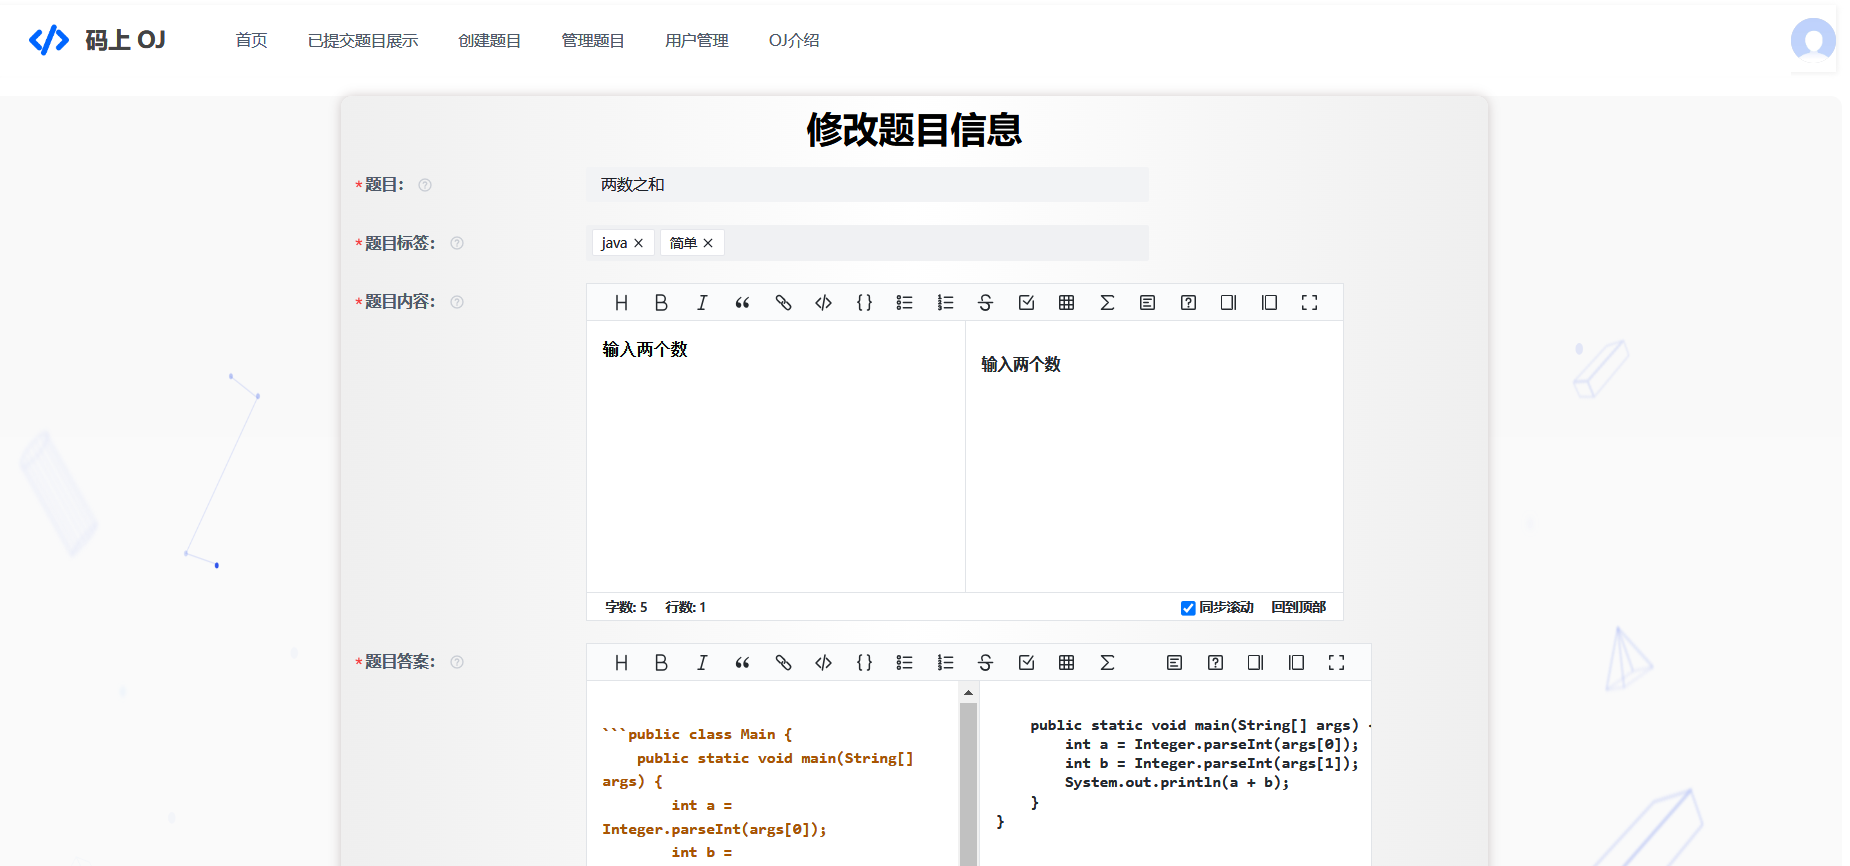 码上 OJ
首页 已提交题目展示 创建题目 管理题目 用户管理 OJ介绍
修改题目信息
*题目：
两数之和
*题目标签：
java × 简单 ×
*题目内容：
输入两个数
输入两个数
字数: 5 行数: 1
同步滚动 回到顶部
*题目答案：
```public class Main {
public static void main(String[]
args) {
int a =
Integer.parseInt(args[0]);
int b =
public static void main(String[] args) {
int a = Integer.parseInt(args[0]);
int b = Integer.parseInt(args[1]);
System.out.println(a + b);
}
}